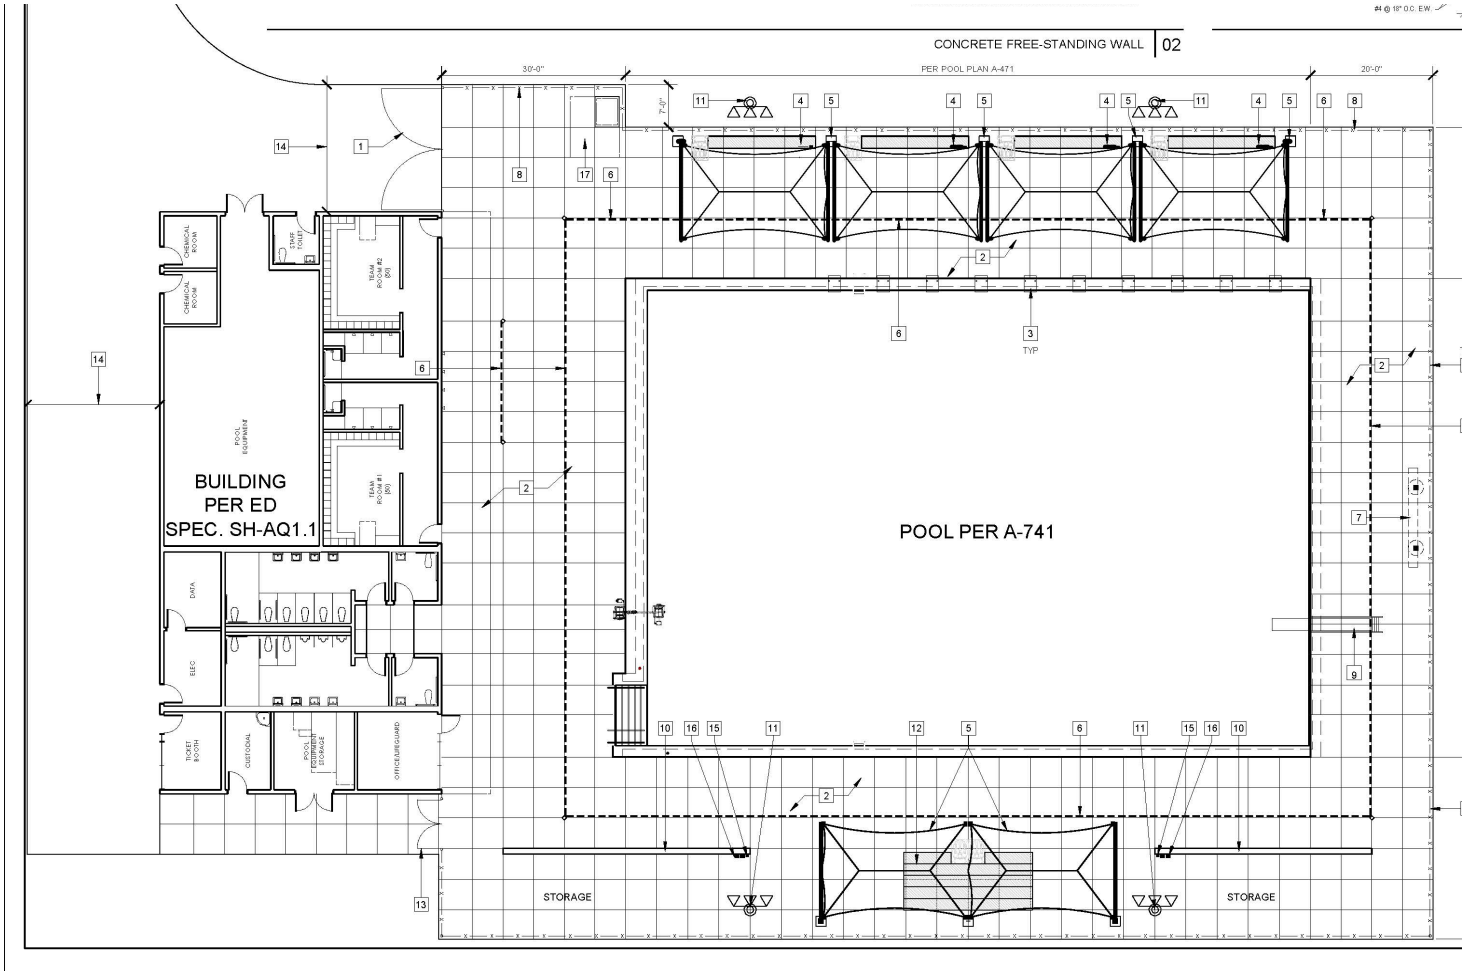 #4 @ 18" O.C. E.W.
CONCRETE FREE-STANDING WALL 02
30'-0"
PER POOL PLAN A-471
20'-0"
7'-0"
11
4
5
4
5
4
5
11
4
5
6
8
14
1
8
17
6
CHEMICAL
ROOM
STAFF
TOILET
TEAM
ROOM #2
(50)
6
2
CHEMICAL
ROOM
6
3
TYP
14
6
2
POOL
EQUIPMENT
BUILDING
PER ED
SPEC. SH-AQ1.1
TEAM
ROOM #1
(50)
2
POOL PER A-741
7
DATA
ELEC
9
TICKET
BOOTH
CUSTODIAL
POOL
EQUIPMENT
STORAGE
OFFICE/LIFEGUARD
10
16
15
11
12
5
6
11
15
16
10
2
13
STORAGE
STORAGE